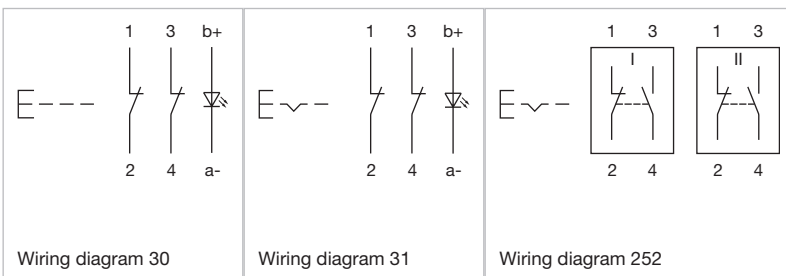 1 3 b+
2 4 a-
Wiring diagram 30
1 3 b+
2 4 a-
Wiring diagram 31
1 3 1 3
I II
2 4 2 4
Wiring diagram 252